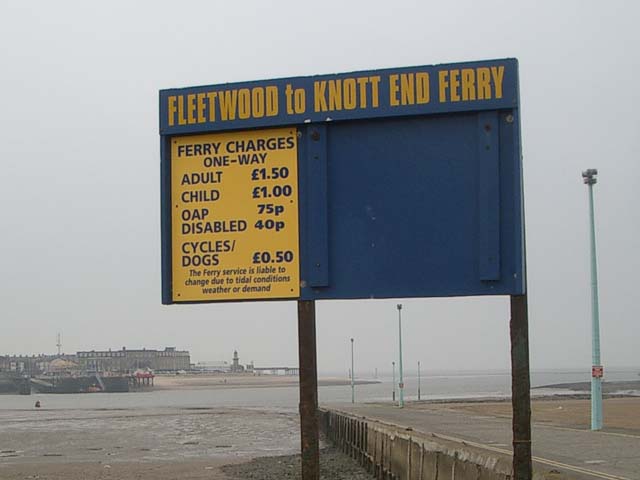 FLEETWOOD to KNOTT END FERRY
FERRY CHARGES
ONE-WAY
ADULT £1.50
CHILD £1.00
OAP 75p
DISABLED 40p
CYCLES/
DOGS £0.50
The Ferry service is liable to
change due to tidal conditions
weather or demand